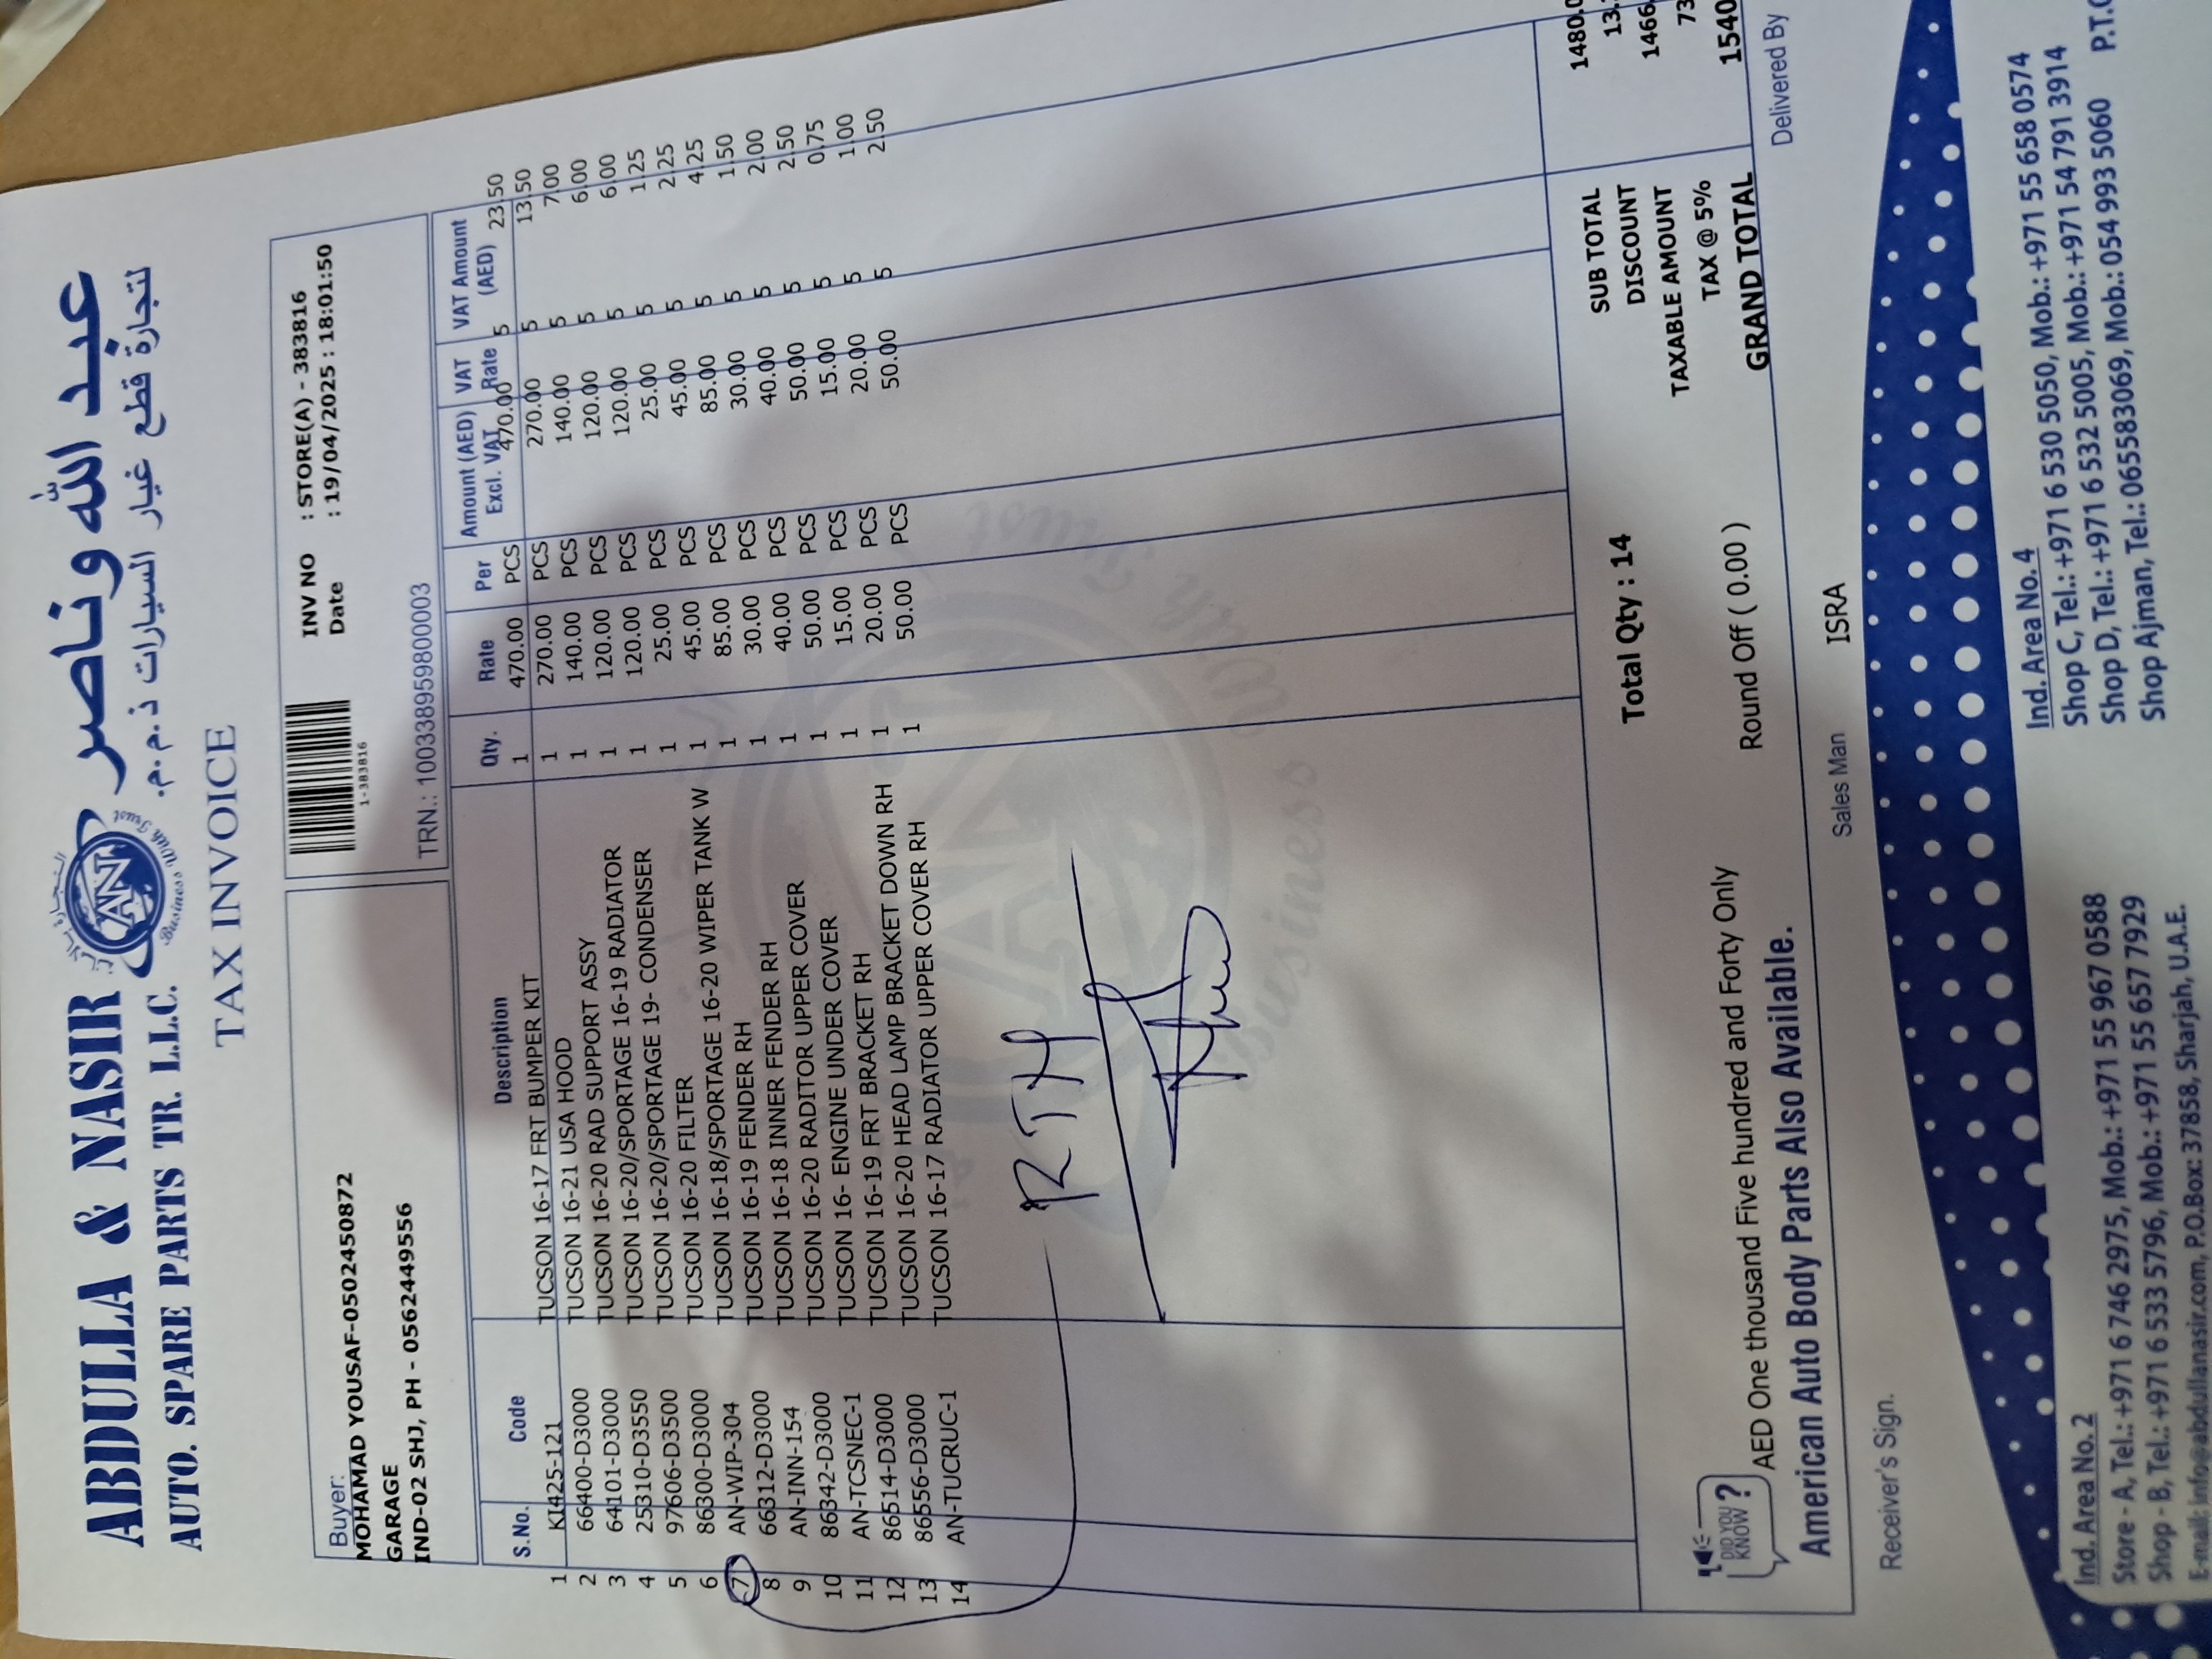 ABDULLA & NASIR
AUTO. SPARE PARTS TR. L.L.C.
عبد الله وناصر
لتجارة قطع غيار السيارات ذ.م.م.
AN
Business With Trust
TAX INVOICE
Buyer:
MOHAMAD YOUSAF-0502450872
GARAGE
IND-02 SHJ, PH - 0562449556
1-383816
INV NO : STORE(A) - 383816
Date : 19/04/2025 : 18:01:50
TRN.: 100338959800003
S.No. Code Description Qty. Rate Per Amount (AED) Excl. VAT VAT Rate VAT Amount (AED)
1 KI425-121 TUCSON 16-17 FRT BUMPER KIT 1 470.00 PCS 470.00 5 23.50
2 66400-D3000 TUCSON 16-21 USA HOOD 1 270.00 PCS 270.00 5 13.50
3 64101-D3000 TUCSON 16-20 RAD SUPPORT ASSY 1 140.00 PCS 140.00 5 7.00
4 25310-D3550 TUCSON 16-20/SPORTAGE 16-19 RADIATOR 1 120.00 PCS 120.00 5 6.00
5 97606-D3500 TUCSON 16-20/SPORTAGE 19- CONDENSER 1 120.00 PCS 120.00 5 6.00
6 86300-D3000 TUCSON 16-20 FILTER 1 25.00 PCS 25.00 5 1.25
7 AN-WIP-304 TUCSON 16-18/SPORTAGE 16-20 WIPER TANK W 1 45.00 PCS 45.00 5 2.25
8 66312-D3000 TUCSON 16-19 FENDER RH 1 85.00 PCS 85.00 5 4.25
9 AN-INN-154 TUCSON 16-18 INNER FENDER RH 1 30.00 PCS 30.00 5 1.50
10 86342-D3000 TUCSON 16-20 RADITOR UPPER COVER 1 40.00 PCS 40.00 5 2.00
11 AN-TCSNEC-1 TUCSON 16- ENGINE UNDER COVER 1 50.00 PCS 50.00 5 2.50
12 86514-D3000 TUCSON 16-19 FRT BRACKET RH 1 15.00 PCS 15.00 5 0.75
13 86556-D3000 TUCSON 16-20 HEAD LAMP BRACKET DOWN RH 1 20.00 PCS 20.00 5 1.00
14 AN-TUCRUC-1 TUCSON 16-17 RADIATOR UPPER COVER RH 1 50.00 PCS 50.00 5 2.50
RTH
Total Qty : 14
SUB TOTAL 1480.0
DISCOUNT 13.
TAXABLE AMOUNT 1466.
TAX @ 5% 73
GRAND TOTAL 1540
Round Off ( 0.00 )
DID YOU KNOW?
AED One thousand Five hundred and Forty Only
American Auto Body Parts Also Available.
Receiver's Sign.
Sales Man ISRA
Delivered By
Ind. Area No. 2
Store - A, Tel.: +971 6 746 2975, Mob.: +971 55 967 0588
Shop - B, Tel.: +971 6 533 5796, Mob.: +971 55 657 7929
E-mail: info@abdullanasir.com, P.O.Box: 37858, Sharjah, U.A.E.
Ind. Area No. 4
Shop C, Tel.: +971 6 530 5050, Mob.: +971 55 658 0574
Shop D, Tel.: +971 6 532 5005, Mob.: +971 54 791 3914
Shop Ajman, Tel.: 065583069, Mob.: 054 993 5060
P.T.O